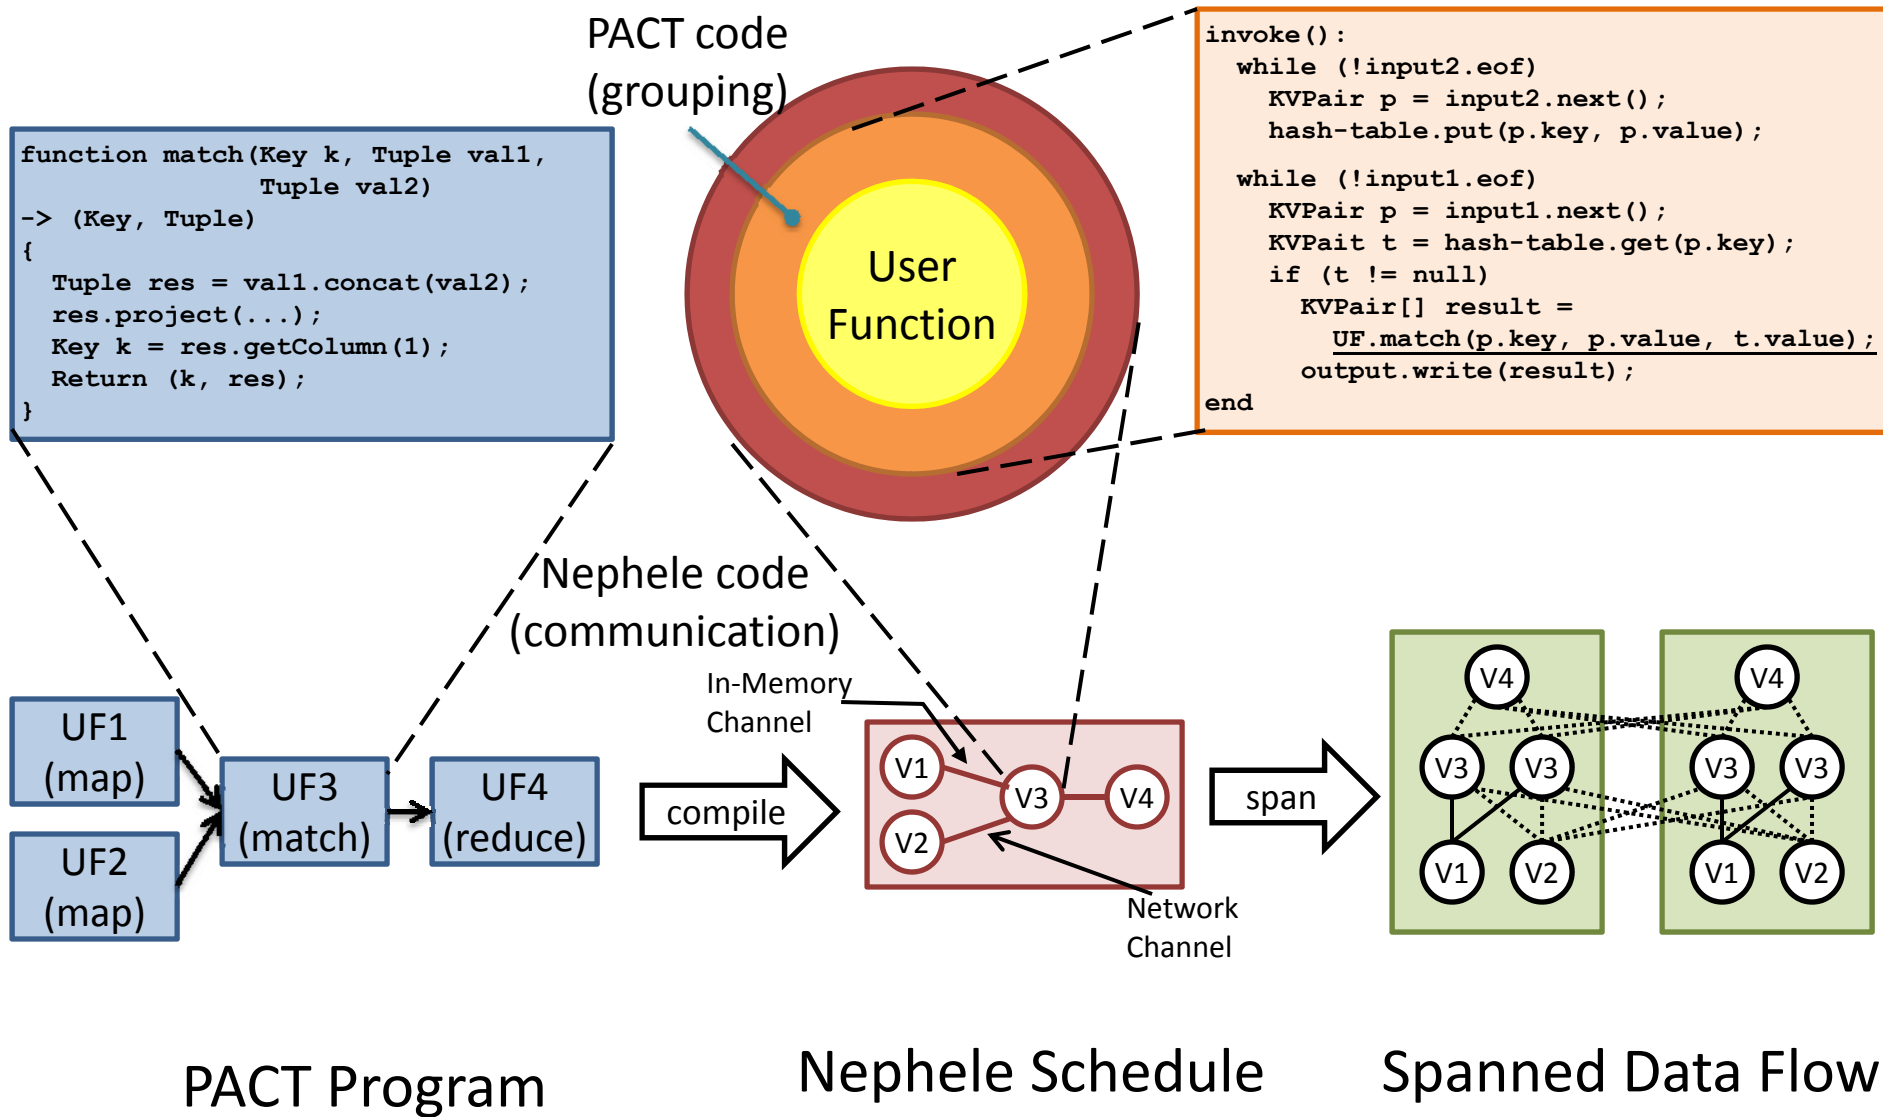 PACT code
(grouping)
function match(Key k, Tuple val1,
Tuple val2)
-> (Key, Tuple)
{
Tuple res = val1.concat(val2);
res.project(...);
Key k = res.getColumn(1);
Return (k, res);
}
User
Function
invoke():
while (!input2.eof)
KVPair p = input2.next();
hash-table.put(p.key, p.value);
while (!input1.eof)
KVPair p = input1.next();
KVPait t = hash-table.get(p.key);
if (t != null)
KVPair[] result =
UF.match(p.key, p.value, t.value);
output.write(result);
end
Nephele code
(communication)
UF1
(map)
UF2
(map)
UF3
(match)
UF4
(reduce)
compile
In-Memory
Channel
V1
V2
V3
V4
Network
Channel
span
V4
V3
V3
V1
V2
V4
V3
V3
V1
V2
PACT Program
Nephele Schedule
Spanned Data Flow